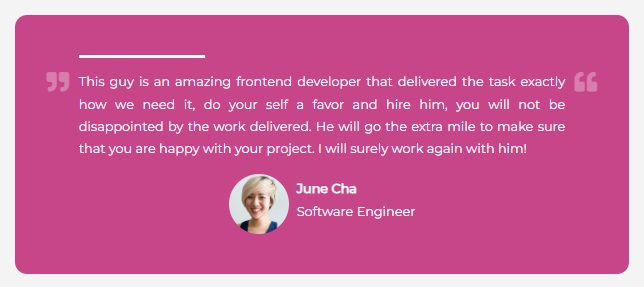 This guy is an amazing frontend developer that delivered the task exactly
how we need it, do your self a favor and hire him, you will not be
disappointed by the work delivered. He will go the extra mile to make sure
that you are happy with your project. I will surely work again with him!
June Cha
Software Engineer